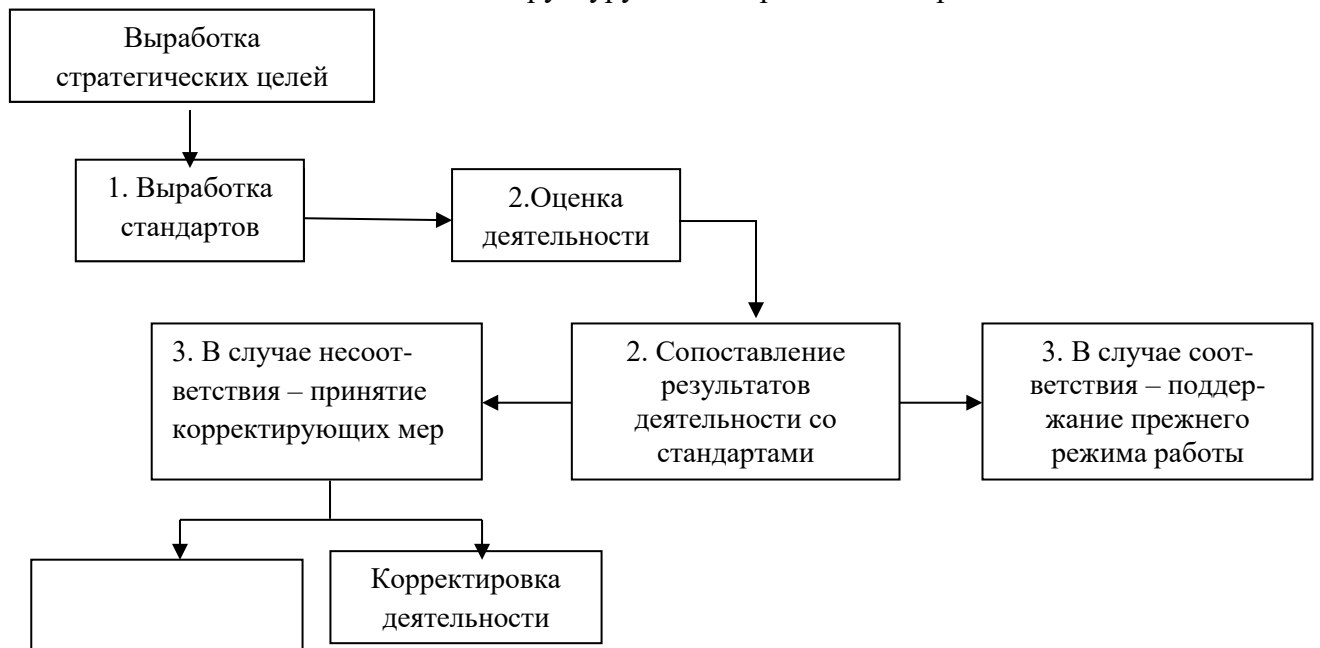 Выработка
стратегических целей
1. Выработка
стандартов
2.Оценка
деятельности
3. В случае несоот-
ветствия – принятие
корректирующих мер
2. Сопоставление
результатов
деятельности со
стандартами
3. В случае соот-
ветствия – поддер-
жание прежнего
режима работы
Корректировка
деятельности